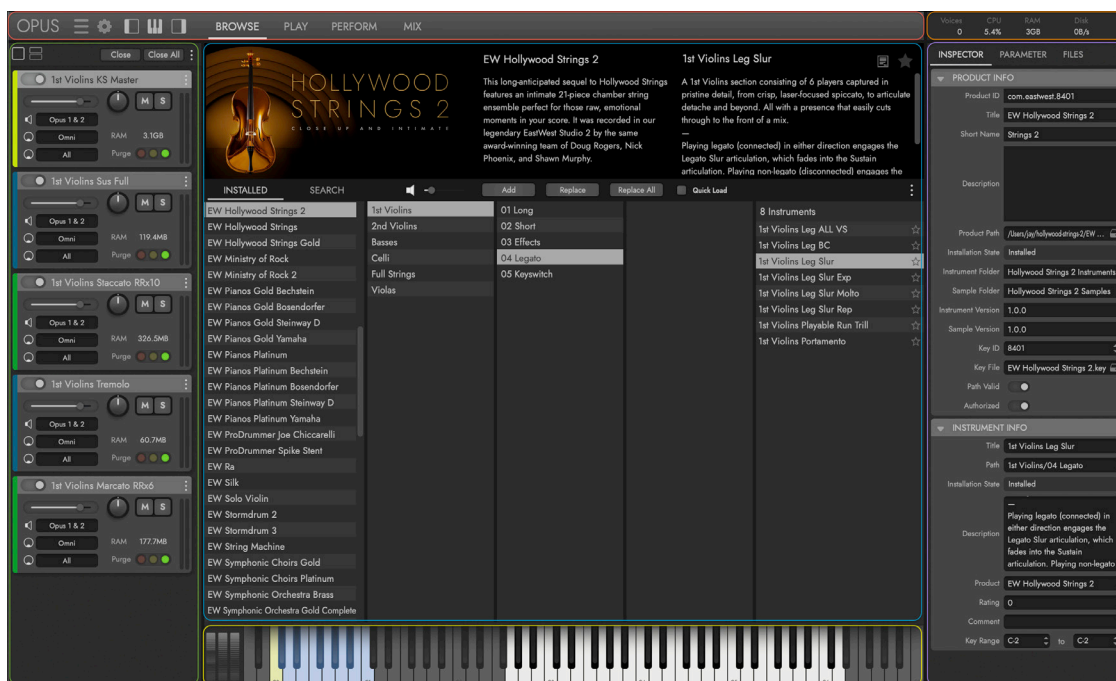 OPUS
BROWSE PLAY PERFORM MIX
Voices CPU RAM Disk
0 5.4% 3GB 0B/s
Close Close All
1st Violins KS Master
M S
Opus 1 & 2
Omni RAM 3.1GB
All Purge
1st Violins Sus Full
M S
Opus 1 & 2
Omni RAM 119.4MB
All Purge
1st Violins Staccato RRx10
M S
Opus 1 & 2
Omni RAM 326.5MB
All Purge
1st Violins Tremolo
M S
Opus 1 & 2
Omni RAM 60.7MB
All Purge
1st Violins Marcato RRx6
M S
Opus 1 & 2
Omni RAM 177.7MB
All Purge
HOLLYWOOD
STRINGS 2
CLOSE UP AND INTIMATE
EW Hollywood Strings 2
This long-anticipated sequel to Hollywood Strings
features an intimate 21-piece chamber string
ensemble perfect for those raw, emotional
moments in your score. It was recorded in our
legendary EastWest Studio 2 by the same
award-winning team of Doug Rogers, Nick
Phoenix, and Shawn Murphy.
1st Violins Leg Slur
A 1st Violins section consisting of 6 players captured in
pristine detail, from crisp, laser-focused spiccato, to articulate
detache and beyond. All with a presence that easily cuts
through to the front of a mix.
—
Playing legato (connected) in either direction engages the
Legato Slur articulation, which fades into the Sustain
articulation. Playing non-legato (disconnected) engages the
INSTALLED SEARCH
Add Replace Replace All Quick Load
EW Hollywood Strings 2
EW Hollywood Strings
EW Hollywood Strings Gold
EW Ministry of Rock
EW Ministry of Rock 2
EW Pianos Gold Bechstein
EW Pianos Gold Bosendorfer
EW Pianos Gold Steinway D
EW Pianos Gold Yamaha
EW Pianos Platinum
EW Pianos Platinum Bechstein
EW Pianos Platinum Bosendorfer
EW Pianos Platinum Steinway D
EW Pianos Platinum Yamaha
EW ProDrummer Joe Chiccarelli
EW ProDrummer Spike Stent
EW Ra
EW Silk
EW Solo Violin
EW Stormdrum 2
EW Stormdrum 3
EW String Machine
EW Symphonic Choirs Gold
EW Symphonic Choirs Platinum
EW Symphonic Orchestra Brass
EW Symphonic Orchestra Gold Complete
1st Violins
2nd Violins
Basses
Celli
Full Strings
Violas
01 Long
02 Short
03 Effects
04 Legato
05 Keyswitch
8 Instruments
1st Violins Leg ALL VS
1st Violins Leg BC
1st Violins Leg Slur
1st Violins Leg Slur Exp
1st Violins Leg Slur Molto
1st Violins Leg Slur Rep
1st Violins Playable Run Trill
1st Violins Portamento
INSPECTOR PARAMETER FILES
PRODUCT INFO
Product ID com.eastwest.8401
Title EW Hollywood Strings 2
Short Name Strings 2
Description
Product Path /Users/jay/hollywood-strings-2/EW ...
Installation State Installed
Instrument Folder Hollywood Strings 2 Instruments
Sample Folder Hollywood Strings 2 Samples
Instrument Version 1.0.0
Sample Version 1.0.0
Key ID 8401
Key File EW Hollywood Strings 2.key
Path Valid
Authorized
INSTRUMENT INFO
Title 1st Violins Leg Slur
Path 1st Violins/04 Legato
Installation State Installed
Description
—
Playing legato (connected) in
either direction engages the
Legato Slur articulation, which
fades into the Sustain
articulation. Playing non-legato
Product EW Hollywood Strings 2
Rating 0
Comment
Key Range C-2 to C-2